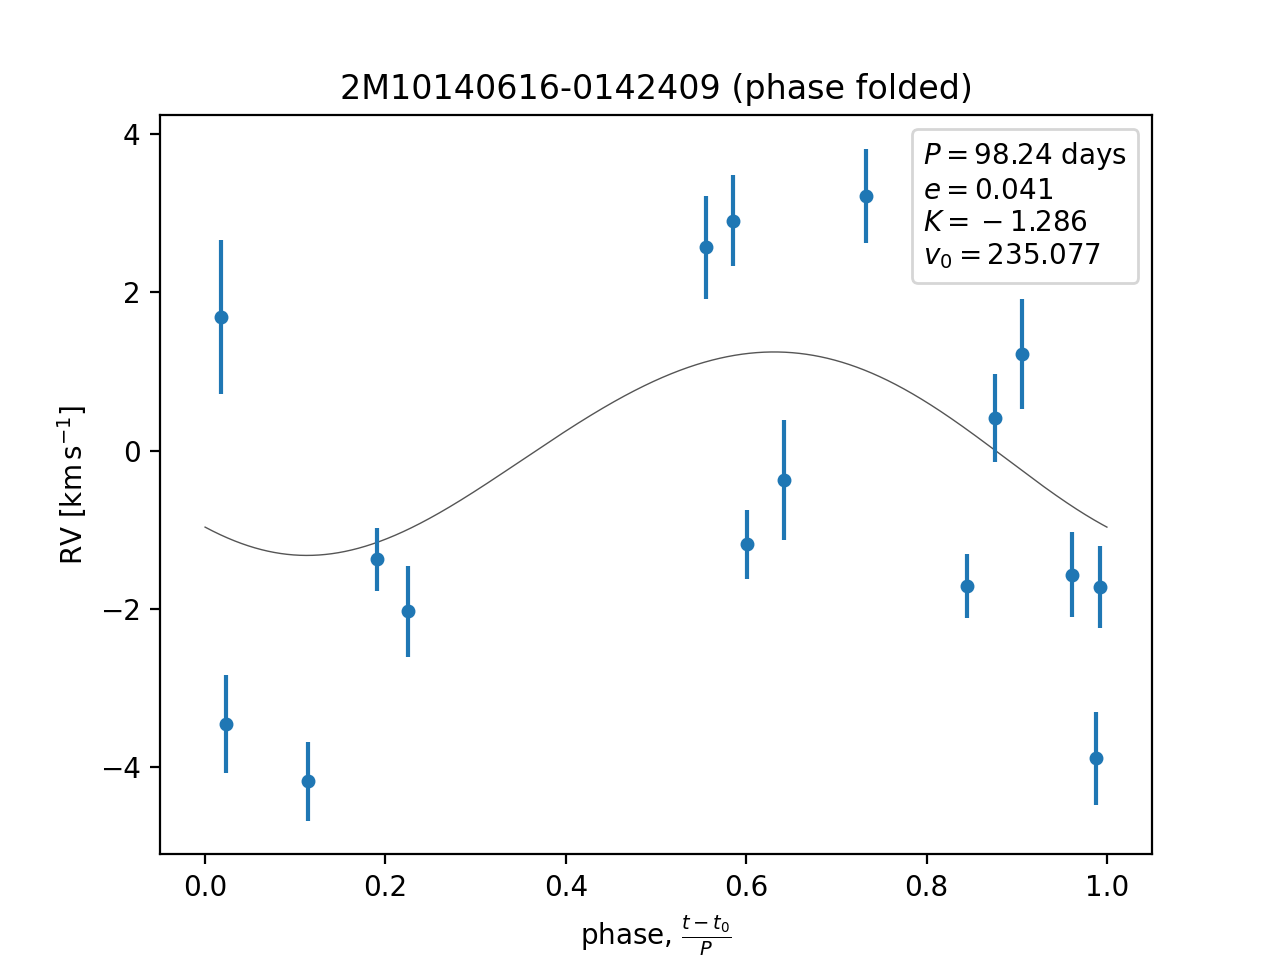 2M10140616-0142409 (phase folded)
P = 98.24 days
e = 0.041
K = −1.286
v₀ = 235.077
RV [km s⁻¹]
4
2
0
−2
−4
0.0 0.2 0.4 0.6 0.8 1.0
phase, (t − t₀)/P